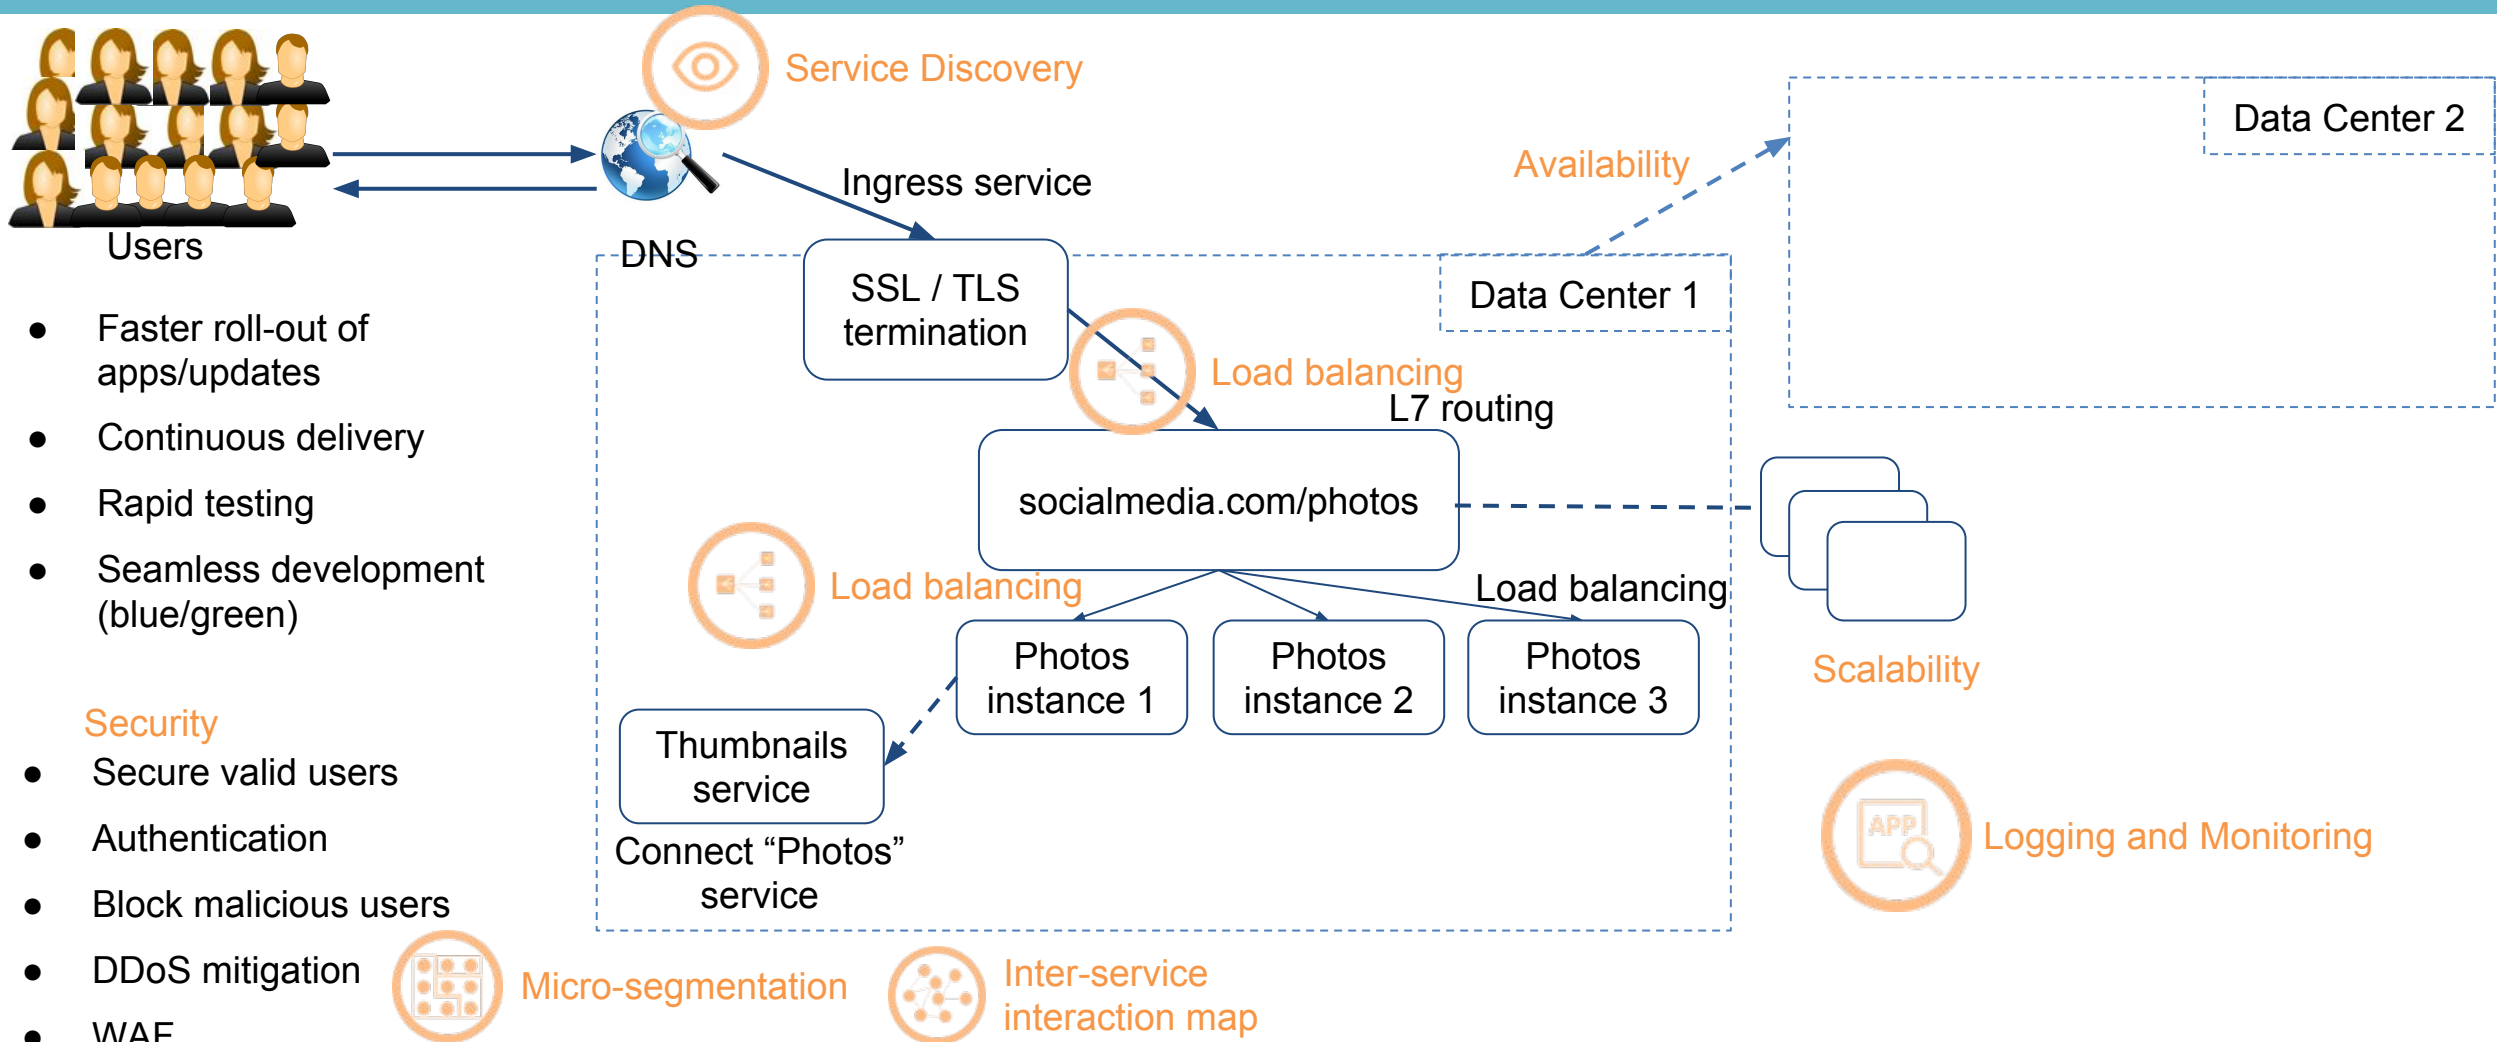 Service Discovery
Data Center 2
Availability
Ingress service
Users
DNS
SSL / TLS
termination
Data Center 1
● Faster roll-out of
apps/updates
Load balancing
L7 routing
● Continuous delivery
● Rapid testing
socialmedia.com/photos
● Seamless development
(blue/green)
Load balancing
Load balancing
Photos
instance 1
Photos
instance 2
Photos
instance 3
Scalability
Security
Thumbnails
service
● Secure valid users
● Authentication
Connect “Photos”
service
APP
Logging and Monitoring
● Block malicious users
● DDoS mitigation
Micro-segmentation
Inter-service
interaction map
● WAF